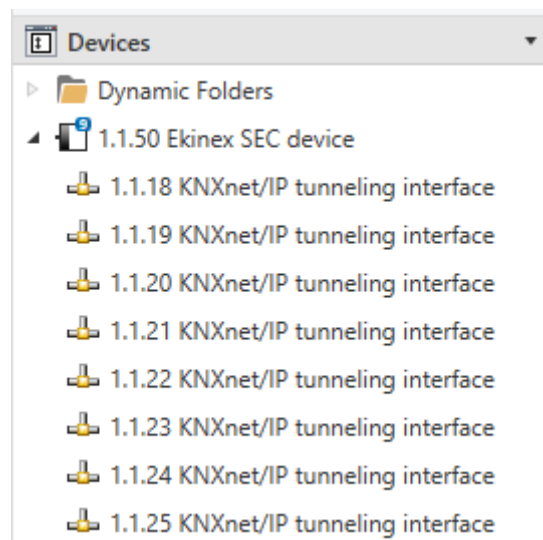 Devices
Dynamic Folders
9
1.1.50 Ekinex SEC device
1.1.18 KNXnet/IP tunneling interface
1.1.19 KNXnet/IP tunneling interface
1.1.20 KNXnet/IP tunneling interface
1.1.21 KNXnet/IP tunneling interface
1.1.22 KNXnet/IP tunneling interface
1.1.23 KNXnet/IP tunneling interface
1.1.24 KNXnet/IP tunneling interface
1.1.25 KNXnet/IP tunneling interface